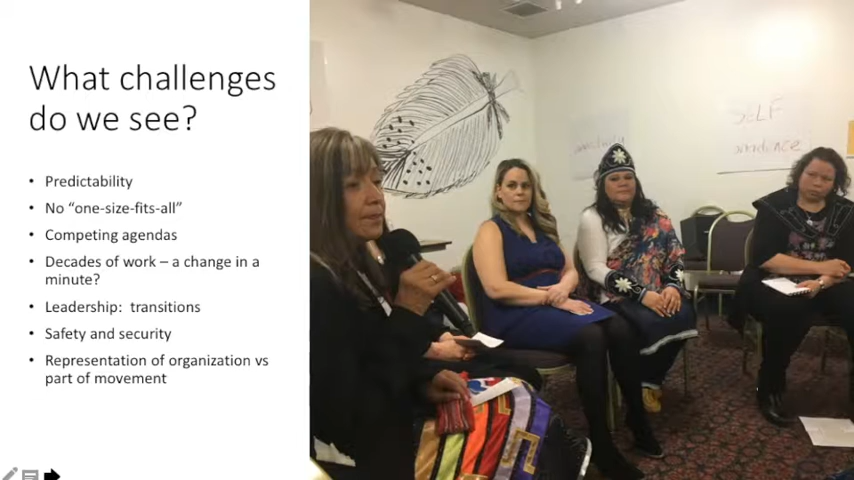 What challenges
do we see?
• Predictability
• No “one-size-fits-all”
• Competing agendas
• Decades of work – a change in a
minute?
• Leadership: transitions
• Safety and security
• Representation of organization vs
part of movement
SELF